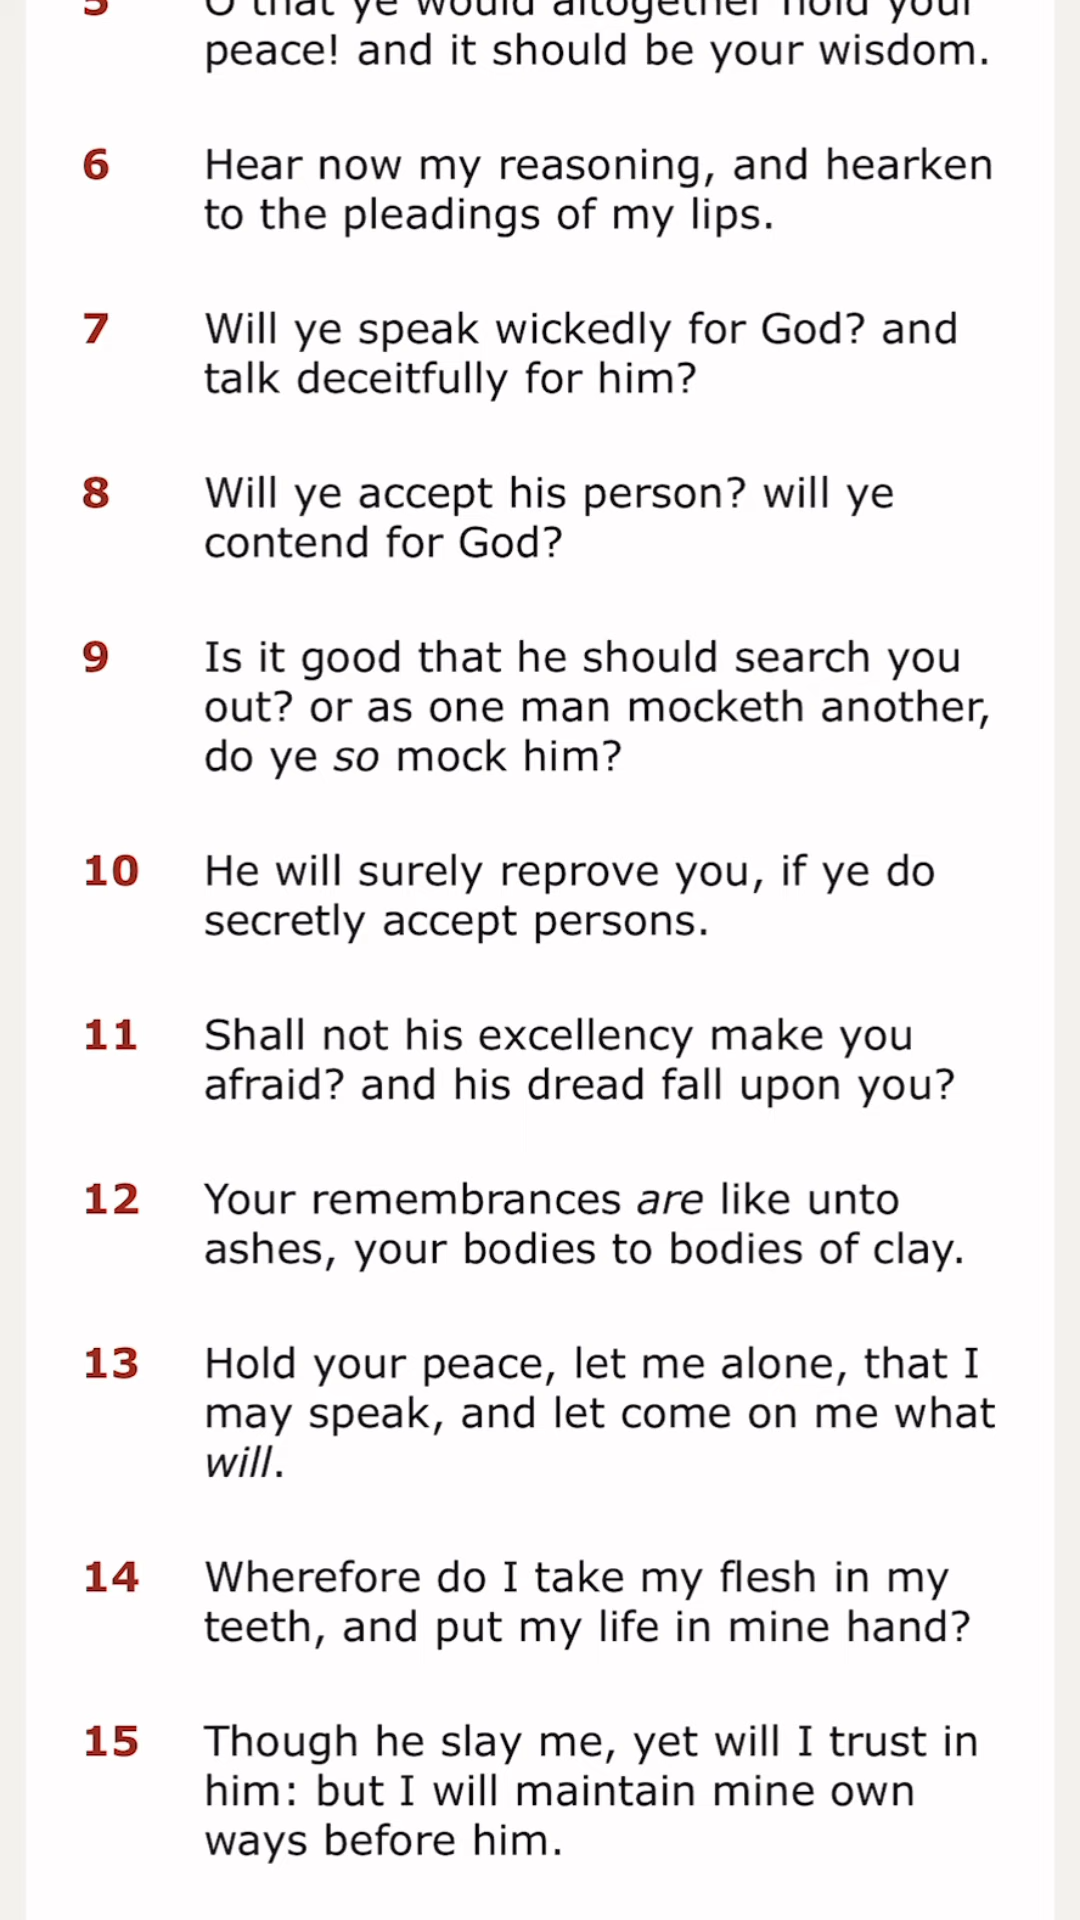 5 O that ye would altogether hold your
peace! and it should be your wisdom.
6 Hear now my reasoning, and hearken
to the pleadings of my lips.
7 Will ye speak wickedly for God? and
talk deceitfully for him?
8 Will ye accept his person? will ye
contend for God?
9 Is it good that he should search you
out? or as one man mocketh another,
do ye so mock him?
10 He will surely reprove you, if ye do
secretly accept persons.
11 Shall not his excellency make you
afraid? and his dread fall upon you?
12 Your remembrances are like unto
ashes, your bodies to bodies of clay.
13 Hold your peace, let me alone, that I
may speak, and let come on me what
will.
14 Wherefore do I take my flesh in my
teeth, and put my life in mine hand?
15 Though he slay me, yet will I trust in
him: but I will maintain mine own
ways before him.